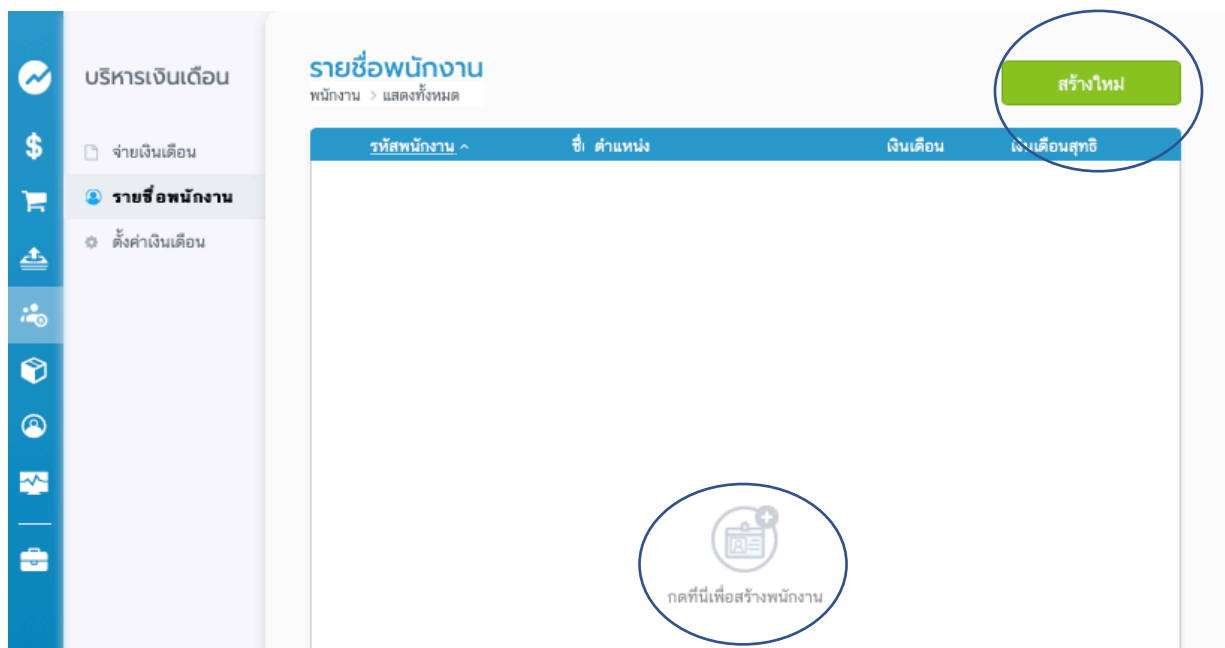 บริหารเงินเดือน
จ่ายเงินเดือน
รายชื่อพนักงาน
ตั้งค่าเงินเดือน
รายชื่อพนักงาน
พนักงาน > แสดงทั้งหมด
สร้างใหม่
รหัสพนักงาน ตำแหน่ง เงินเดือน เงินเดือนสุทธิ
กดที่นี่เพื่อสร้างพนักงาน